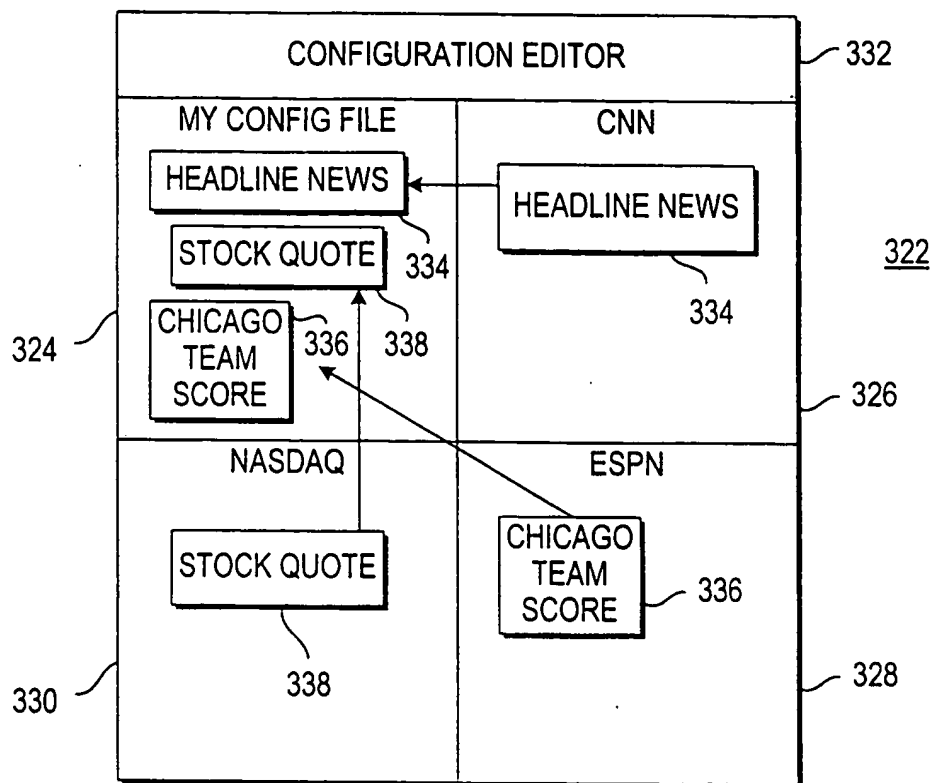 CONFIGURATION EDITOR
332
MY CONFIG FILE
CNN
HEADLINE NEWS
HEADLINE NEWS
334
322
STOCK QUOTE
334
338
324
CHICAGO
TEAM
SCORE
336
326
NASDAQ
ESPN
STOCK QUOTE
CHICAGO
TEAM
SCORE
336
338
330
328